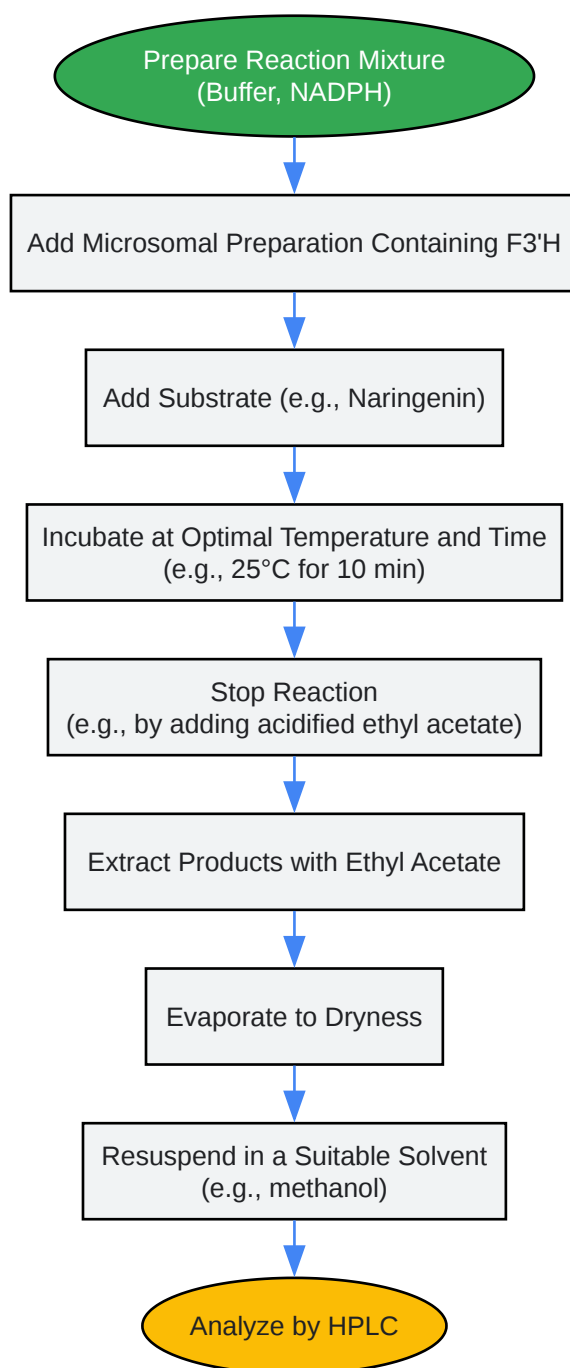 Prepare Reaction Mixture
(Buffer, NADPH)
Add Microsomal Preparation Containing F3'H
Add Substrate (e.g., Naringenin)
Incubate at Optimal Temperature and Time
(e.g., 25°C for 10 min)
Stop Reaction
(e.g., by adding acidified ethyl acetate)
Extract Products with Ethyl Acetate
Evaporate to Dryness
Resuspend in a Suitable Solvent
(e.g., methanol)
Analyze by HPLC